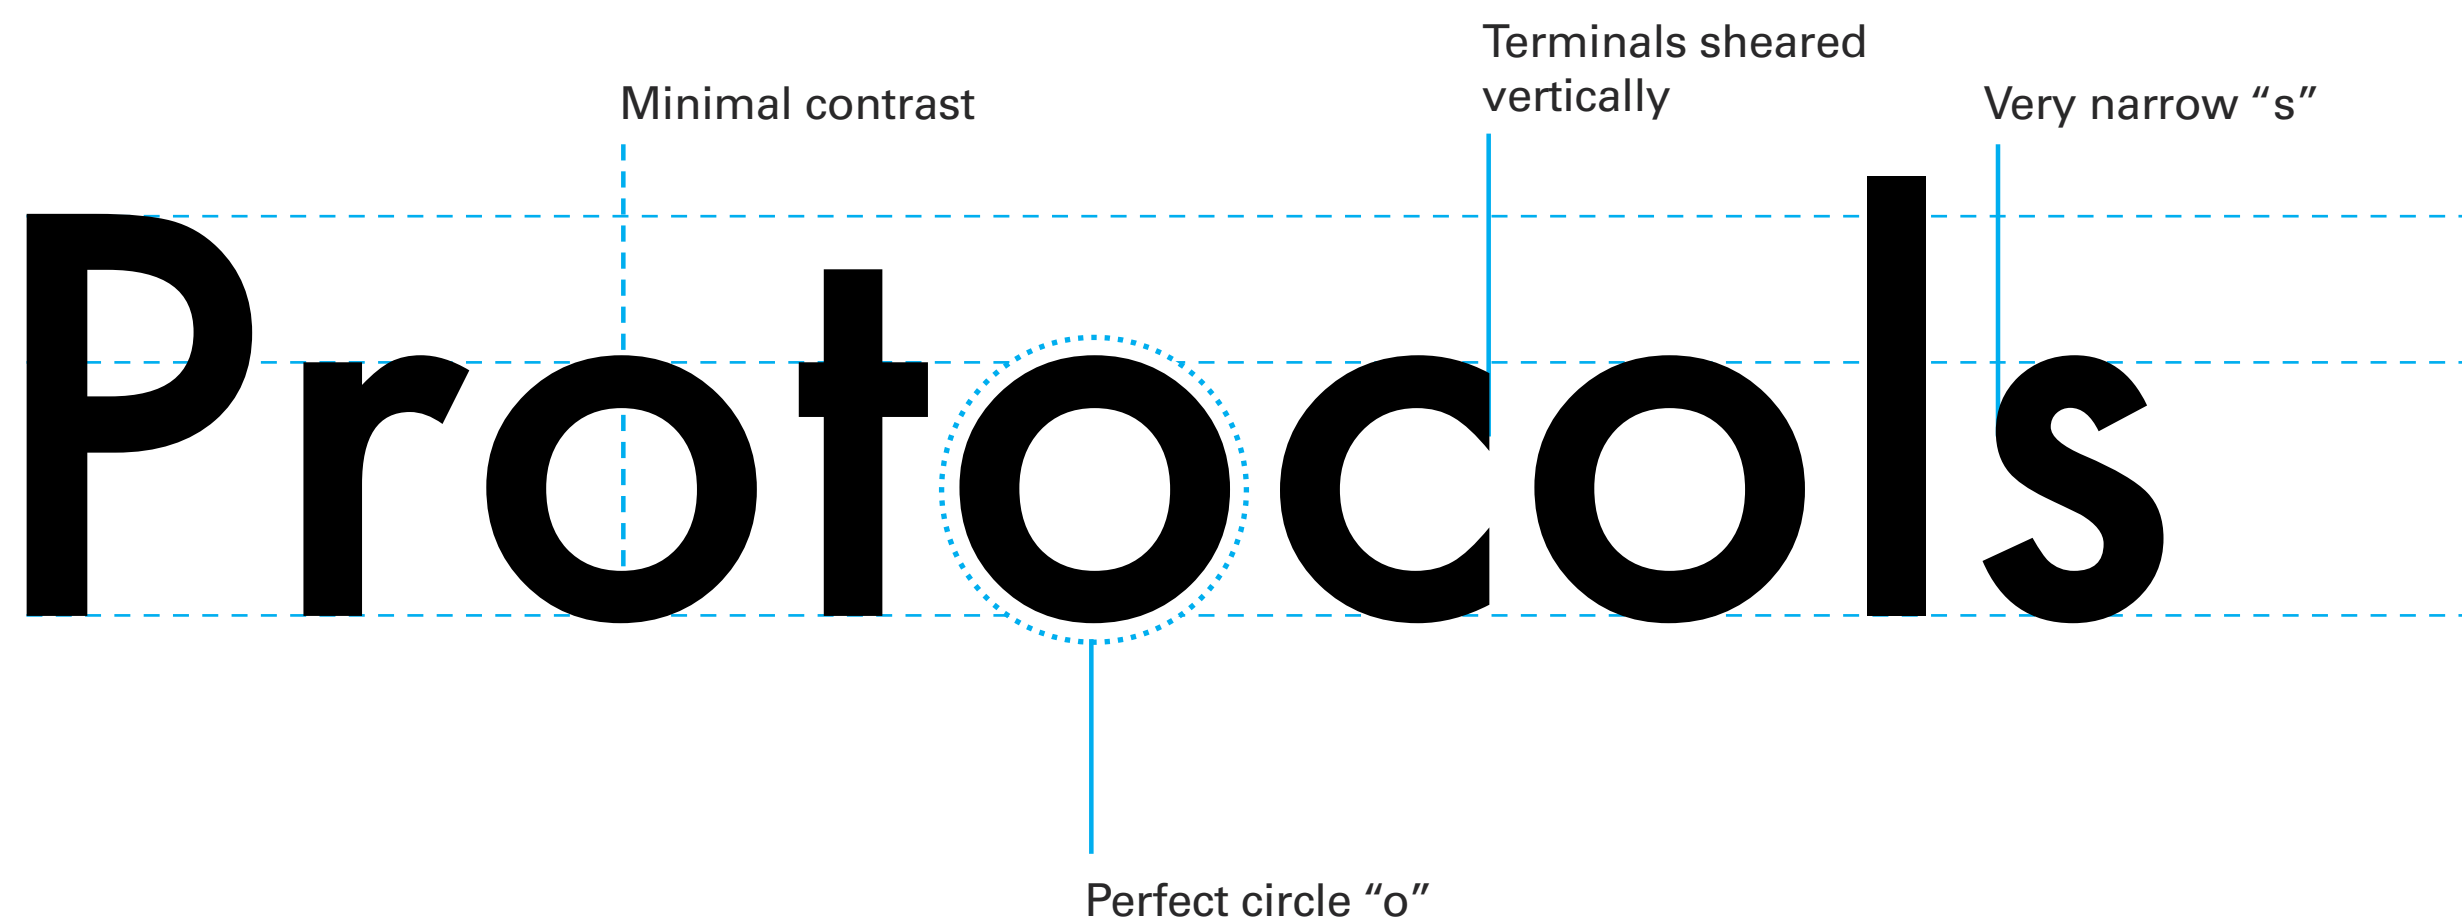 Terminals sheared
vertically
Minimal contrast
Very narrow “s”
Protocols
Perfect circle “o”